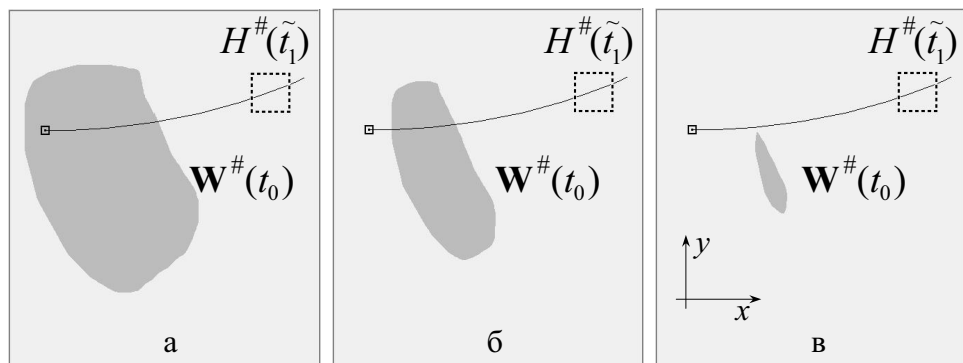 H^#(t̃₁)
W^#(t₀)
а
H^#(t̃₁)
W^#(t₀)
б
H^#(t̃₁)
W^#(t₀)
y
x
в